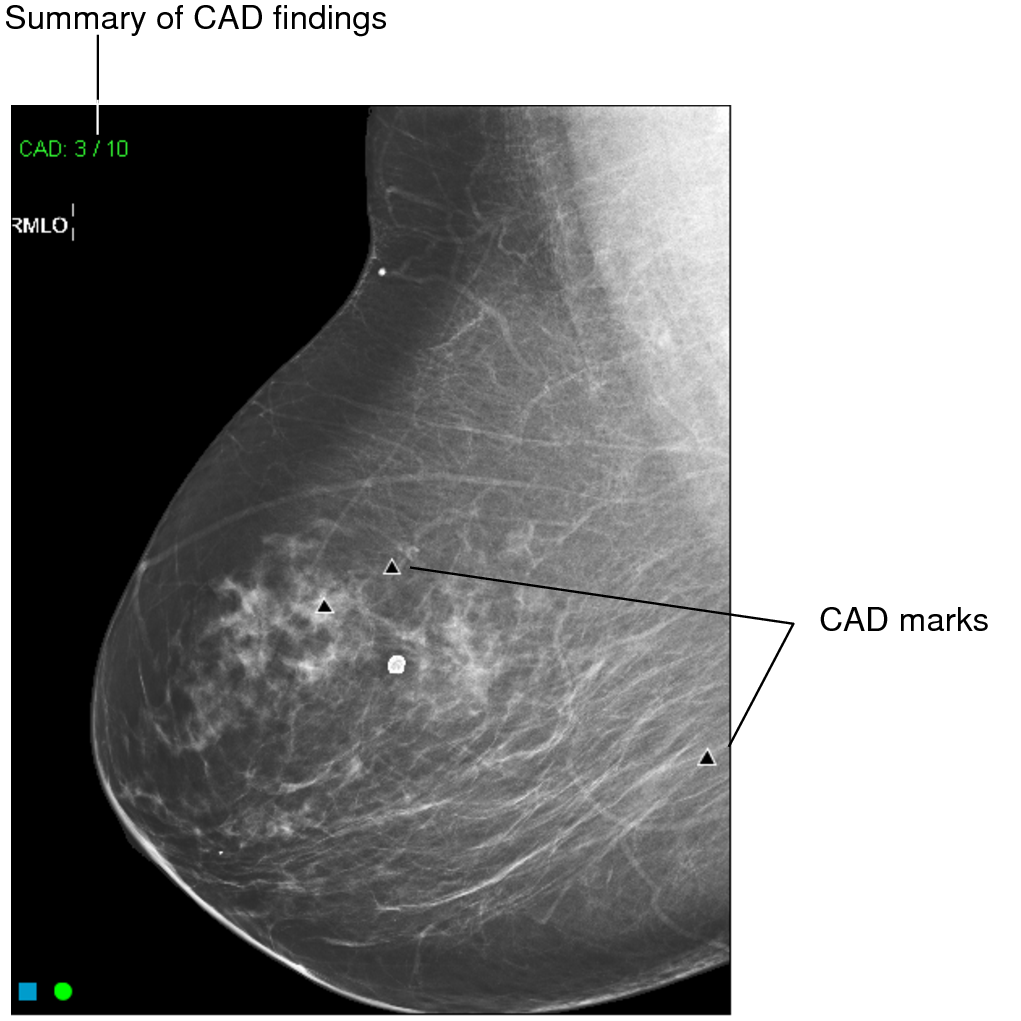 Summary of CAD findings
CAD: 3 / 10
RMLO
CAD marks